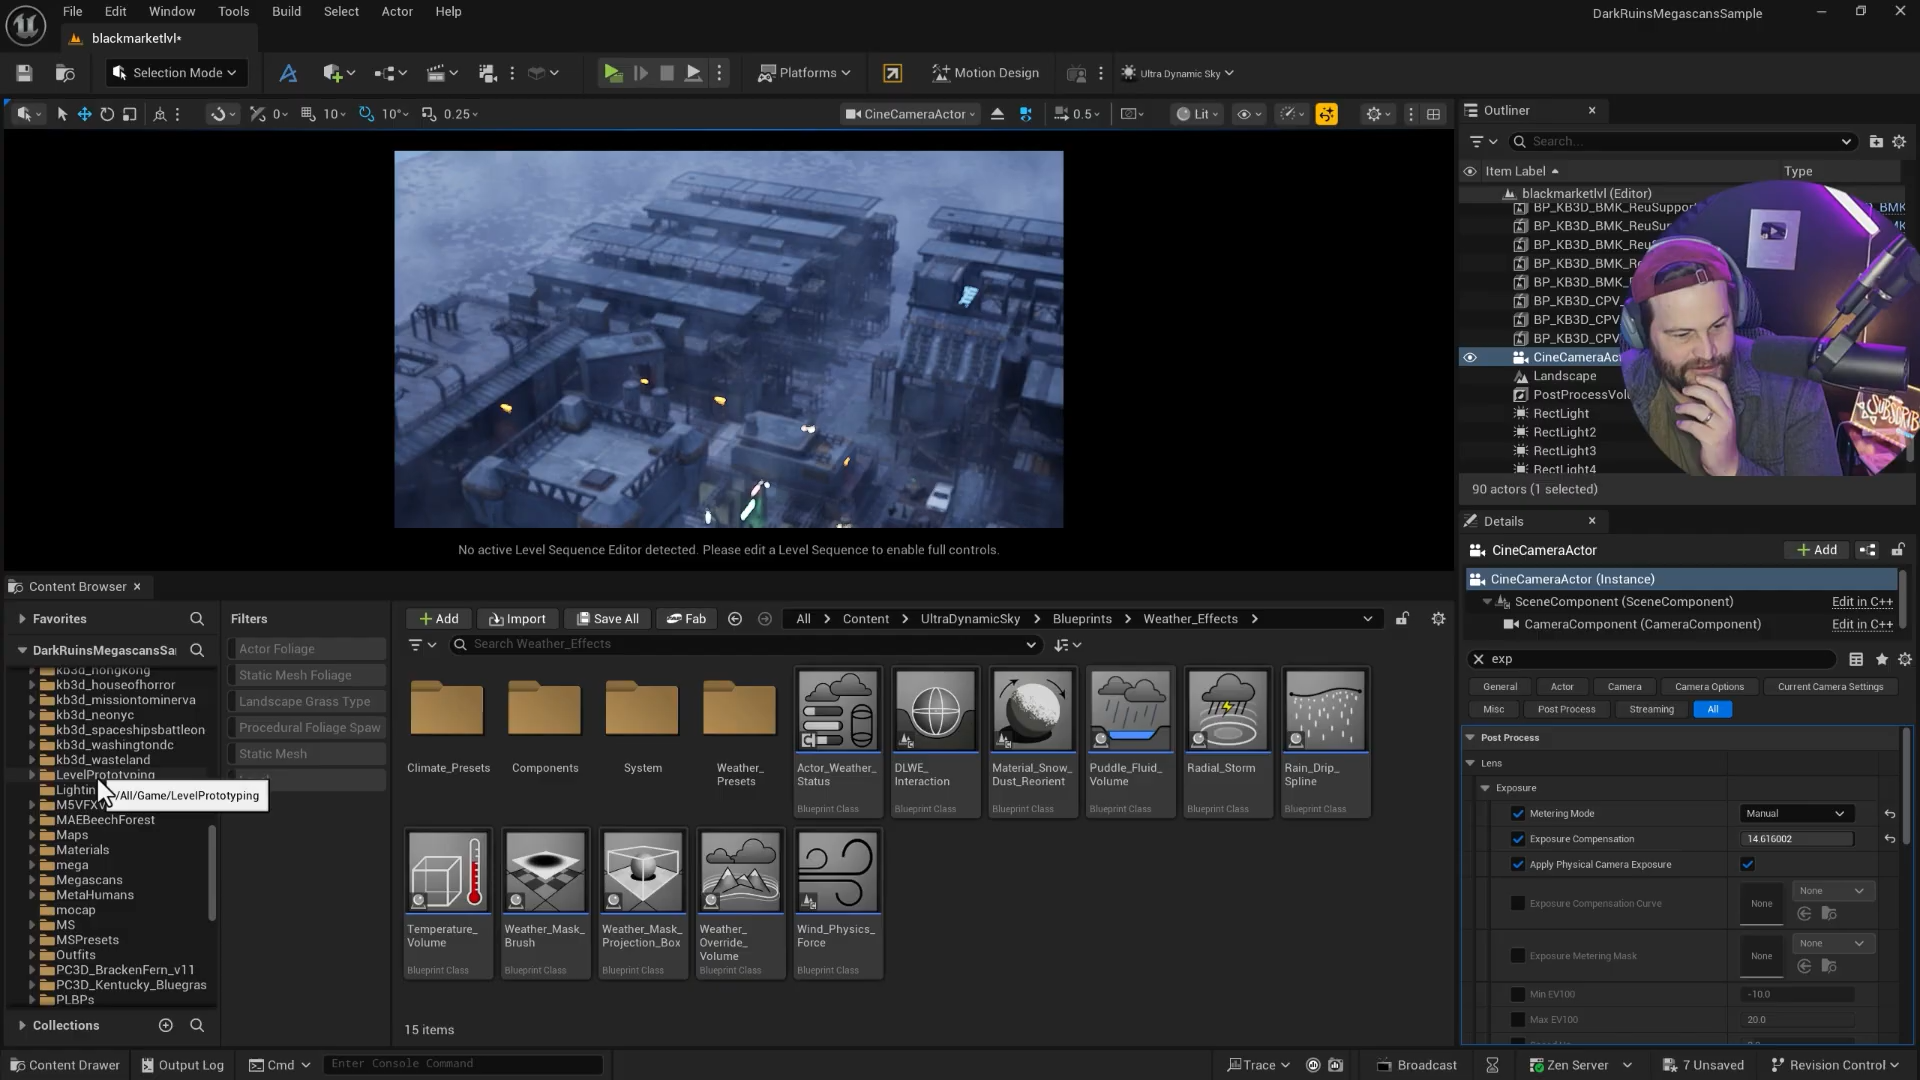 File Edit Window Tools Build Select Actor Help
DarkRuinsMegascansSample
blackmarketlvl*
Selection Mode
Platforms
Motion Design
Ultra Dynamic Sky
0
10
10°
0.25
CineCameraActor
0.5
Lit
No active Level Sequence Editor detected. Please edit a Level Sequence to enable full controls.
Outliner
Search...
Item Label
Type
blackmarketlvl (Editor)
BP_KB3D_BMK_ReuSuppor
BMK
BP_KB3D_BMK_ReuSu
BP_KB3D_BMK_ReuS
BP_KB3D_BMK_R
BP_KB3D_BMK_
BP_KB3D_CPV_
BP_KB3D_CPV
BP_KB3D_CPV
CineCameraAc
Landscape
PostProcessVol
RectLight
RectLight2
RectLight3
RectLight4
SUBSCRIBE
90 actors (1 selected)
Details
CineCameraActor
Add
CineCameraActor (Instance)
SceneComponent (SceneComponent)
Edit in C++
CameraComponent (CameraComponent)
Edit in C++
exp
General
Actor
Camera
Camera Options
Current Camera Settings
Misc
Post Process
Streaming
All
Post Process
Lens
Exposure
Metering Mode
Manual
Exposure Compensation
14.616002
Apply Physical Camera Exposure
Exposure Compensation Curve
None
None
Exposure Metering Mask
None
None
Min EV100
-10.0
Max EV100
20.0
Content Browser
Favorites
DarkRuinsMegascansSa
kb3d_hongkong
kb3d_houseofhorror
kb3d_missiontominerva
kb3d_neonyc
kb3d_spaceshipsbattleon
kb3d_washingtondc
kb3d_wasteland
LevelPrototyping
Lightin
/All/Game/LevelPrototyping
M5VFXV
MAEBeechForest
Maps
Materials
mega
Megascans
MetaHumans
mocap
MS
MSPresets
Outfits
PC3D_BrackenFern_v11
PC3D_Kentucky_Bluegras
PLBPs
Collections
Filters
Actor Foliage
Static Mesh Foliage
Landscape Grass Type
Procedural Foliage Spaw
Static Mesh
Add
Import
Save All
Fab
All > Content > UltraDynamicSky > Blueprints > Weather_Effects >
Search Weather_Effects
Climate_Presets
Components
System
Weather_
Presets
Actor_Weather_
Status
Blueprint Class
DLWE_
Interaction
Blueprint Class
Material_Snow_
Dust_Reorient
Blueprint Class
Puddle_Fluid_
Volume
Blueprint Class
Radial_Storm
Blueprint Class
Rain_Drip_
Spline
Blueprint Class
Temperature_
Volume
Blueprint Class
Weather_Mask_
Brush
Blueprint Class
Weather_Mask_
Projection_Box
Blueprint Class
Weather_
Override_
Volume
Blueprint Class
Wind_Physics_
Force
Blueprint Class
15 items
Content Drawer
Output Log
Cmd
Enter Console Command
Trace
Broadcast
Zen Server
7 Unsaved
Revision Control